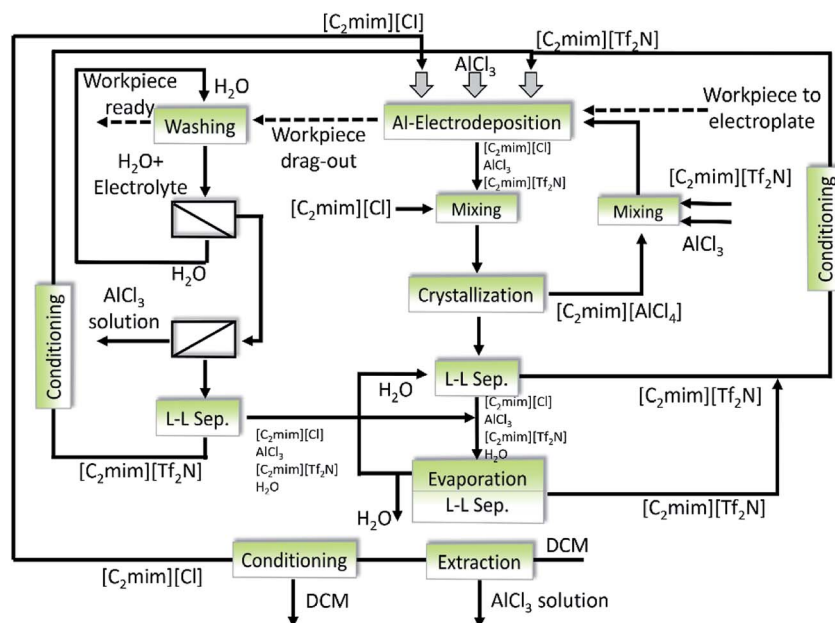 [C₂mim][Cl]
[C₂mim][Tf₂N]
AlCl₃
H₂O
Workpiece
ready
Washing
Workpiece
drag-out
Al-Electrodeposition
Workpiece to
electroplate
H₂O+
Electrolyte
[C₂mim][Cl]
AlCl₃
[C₂mim][Tf₂N]
[C₂mim][Cl]
Mixing
Mixing
[C₂mim][Tf₂N]
AlCl₃
Conditioning
H₂O
Crystallization
[C₂mim][AlCl₄]
AlCl₃
solution
Conditioning
H₂O
L-L Sep.
[C₂mim][Tf₂N]
L-L Sep.
[C₂mim][Cl]
AlCl₃
[C₂mim][Tf₂N]
H₂O
[C₂mim][Cl]
AlCl₃
[C₂mim][Tf₂N]
H₂O
[C₂mim][Tf₂N]
Evaporation
L-L Sep.
H₂O
[C₂mim][Tf₂N]
[C₂mim][Cl]
Conditioning
Extraction
DCM
DCM
AlCl₃ solution